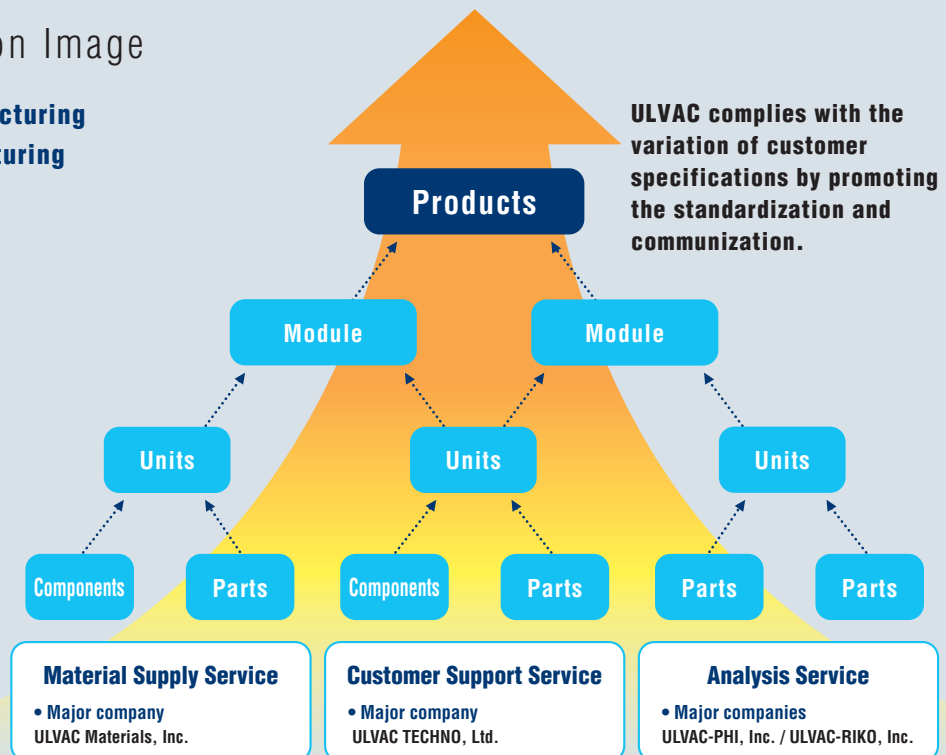 on Image
cturing
turing
ULVAC complies with the
variation of customer
specifications by promoting
the standardization and
communization.
Products
Module Module
Units Units Units
Components Parts Components Parts Parts Parts
Material Supply Service
• Major company
ULVAC Materials, Inc.
Customer Support Service
• Major company
ULVAC TECHNO, Ltd.
Analysis Service
• Major companies
ULVAC-PHI, Inc. / ULVAC-RIKO, Inc.